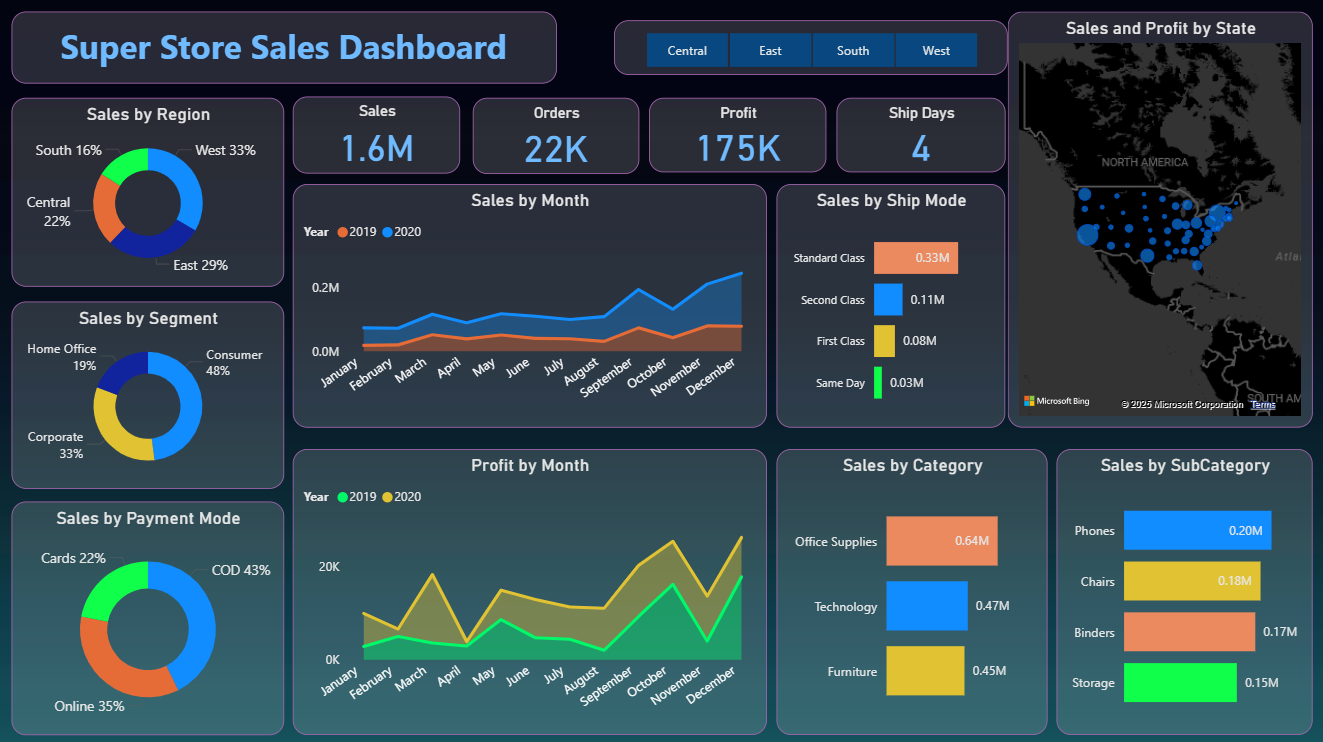 Super Store Sales Dashboard
Central
East
South
West
Sales and Profit by State
NORTH AMERICA
Atla
SOUTH AM
Microsoft Bing
© 2025 Microsoft Corporation Terms
Sales by Region
South 16%
West 33%
Central
22%
East 29%
Sales
1.6M
Orders
22K
Profit
175K
Ship Days
4
Sales by Month
Year 2019 2020
0.2M
0.0M
January
February
March
April
May
June
July
August
September
October
November
December
Sales by Ship Mode
Standard Class 0.33M
Second Class 0.11M
First Class 0.08M
Same Day 0.03M
Sales by Segment
Home Office
19%
Consumer
48%
Corporate
33%
Profit by Month
Year 2019 2020
20K
0K
January
February
March
April
May
June
July
August
September
October
November
December
Sales by Category
Office Supplies 0.64M
Technology 0.47M
Furniture 0.45M
Sales by SubCategory
Phones 0.20M
Chairs 0.18M
Binders 0.17M
Storage 0.15M
Sales by Payment Mode
Cards 22%
COD 43%
Online 35%